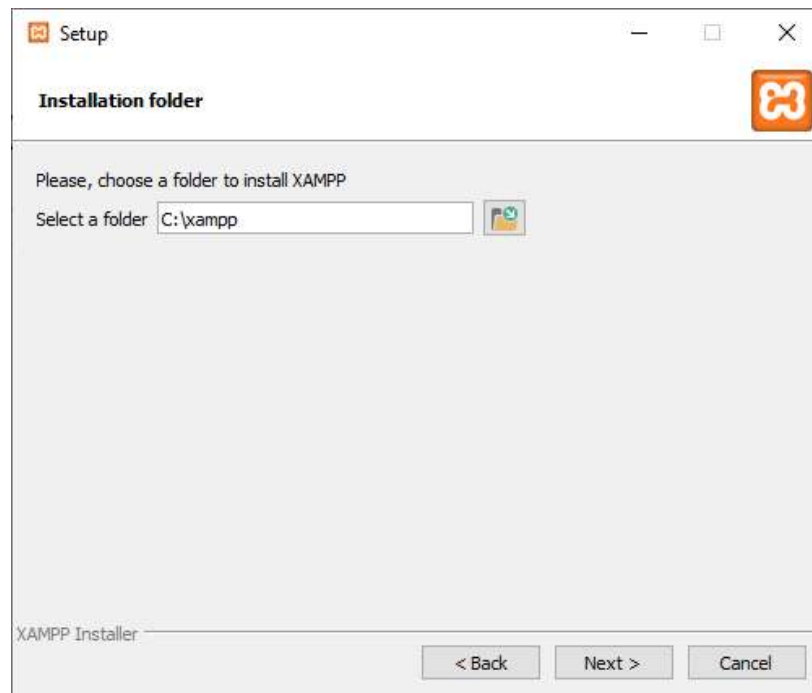 Setup
Installation folder
Please, choose a folder to install XAMPP
Select a folder C:\xampp
XAMPP Installer
< Back Next > Cancel